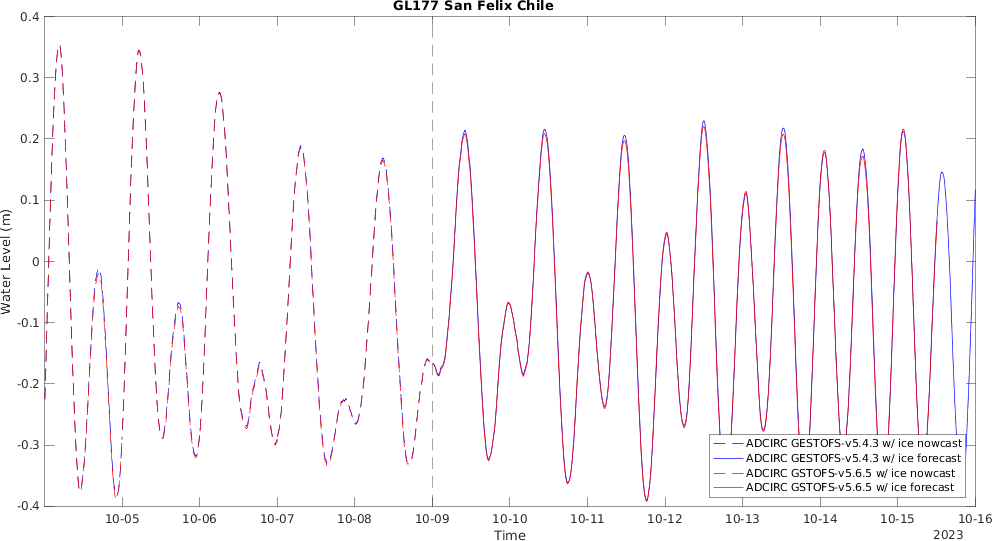 GL177 San Felix Chile
0.4
0.3
0.2
0.1
0
-0.1
-0.2
-0.3
-0.4
Water Level (m)
ADCIRC GESTOFS-v5.4.3 w/ ice nowcast
ADCIRC GESTOFS-v5.4.3 w/ ice forecast
ADCIRC GSTOFS-v5.6.5 w/ ice nowcast
ADCIRC GSTOFS-v5.6.5 w/ ice forecast
10-05 10-06 10-07 10-08 10-09 10-10 10-11 10-12 10-13 10-14 10-15 10-16
Time
2023